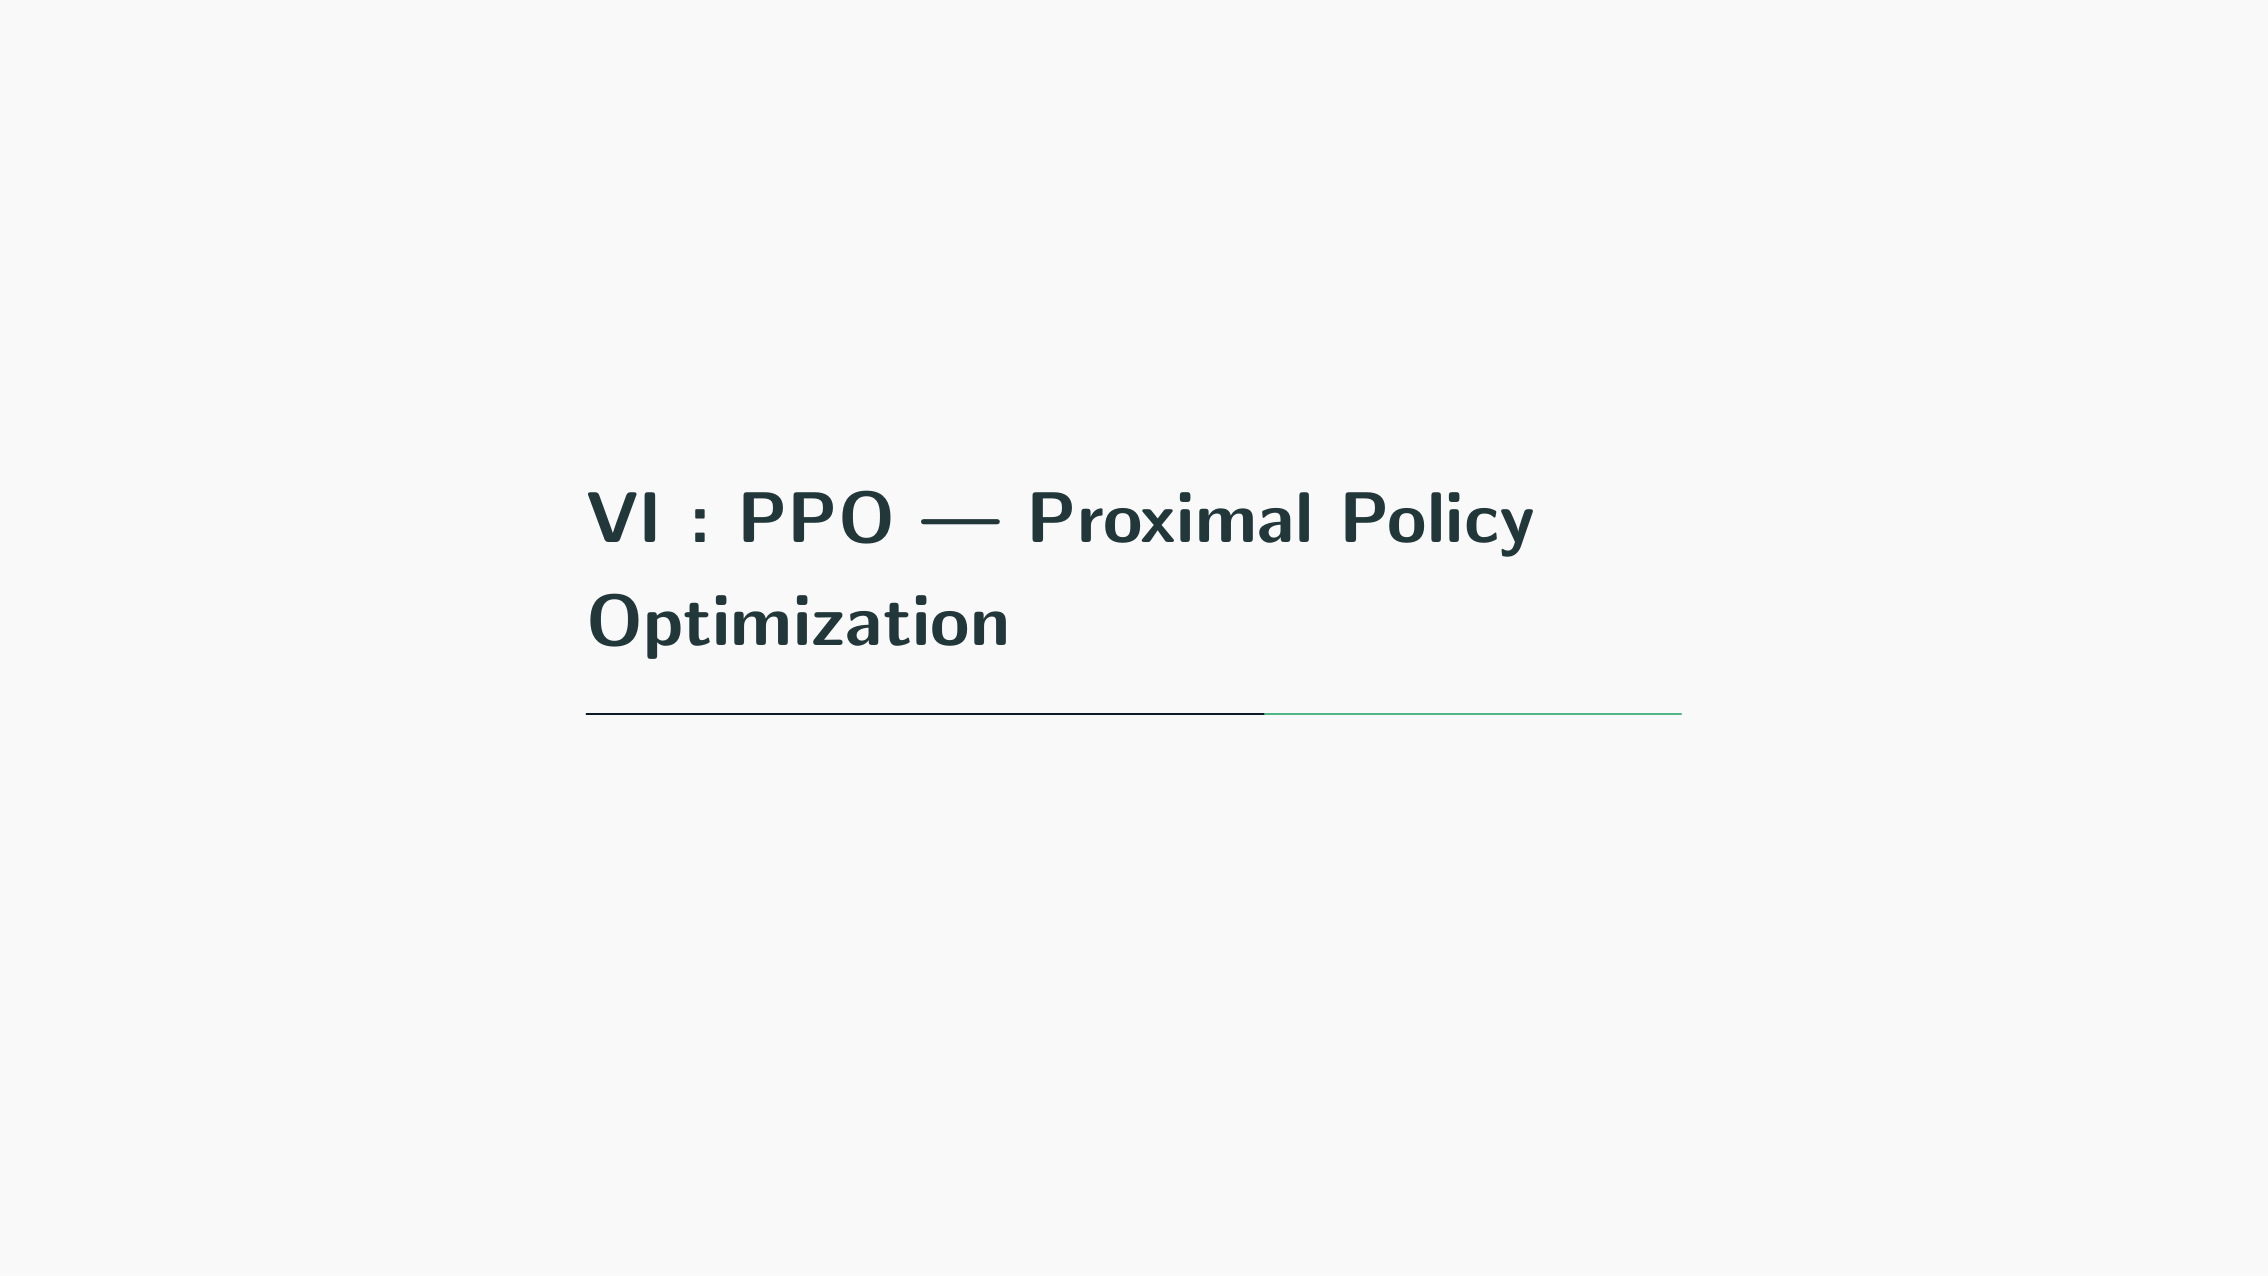 VI : PPO — Proximal Policy
Optimization